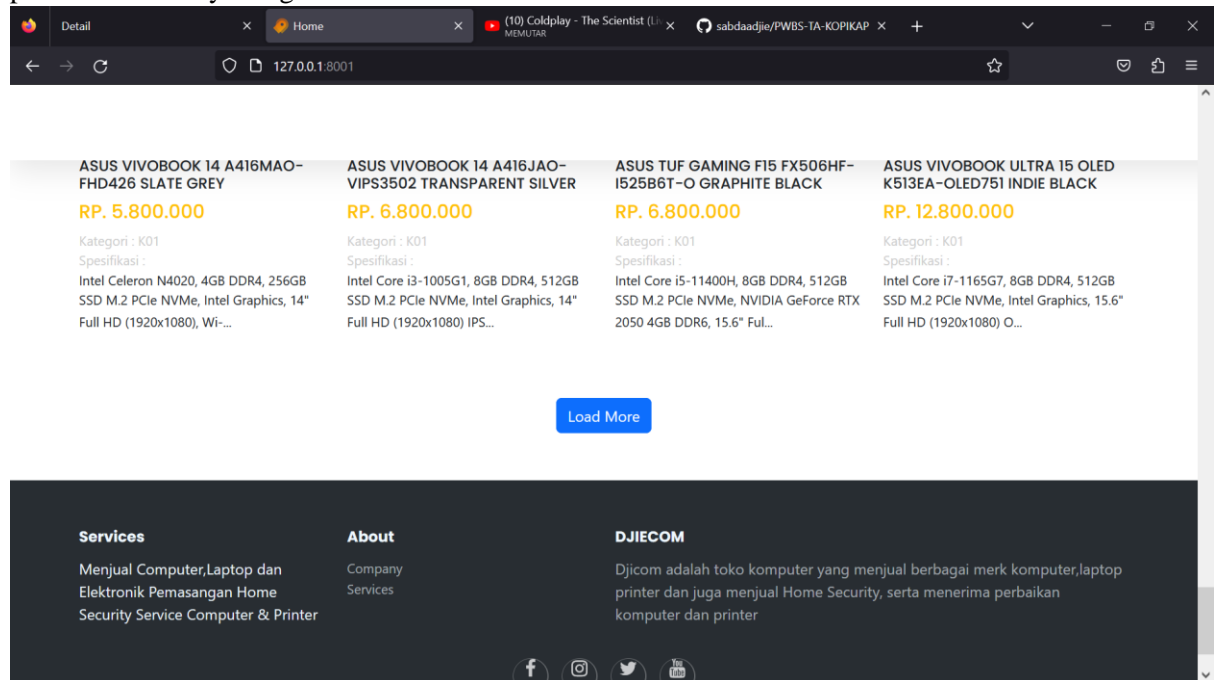 Detail
Home
(10) Coldplay - The Scientist (Li
MEMUTAR
sabdaadjie/PWBS-TA-KOPIKAP
127.0.0.1:8001
ASUS VIVOBOOK 14 A416MAO-
FHD426 SLATE GREY
RP. 5.800.000
Kategori : K01
Spesifikasi :
Intel Celeron N4020, 4GB DDR4, 256GB
SSD M.2 PCIe NVMe, Intel Graphics, 14"
Full HD (1920x1080), Wi-...
ASUS VIVOBOOK 14 A416JAO-
VIPS3502 TRANSPARENT SILVER
RP. 6.800.000
Kategori : K01
Spesifikasi :
Intel Core i3-1005G1, 8GB DDR4, 512GB
SSD M.2 PCIe NVMe, Intel Graphics, 14"
Full HD (1920x1080) IPS...
ASUS TUF GAMING F15 FX506HF-
I525B6T-O GRAPHITE BLACK
RP. 6.800.000
Kategori : K01
Spesifikasi :
Intel Core i5-11400H, 8GB DDR4, 512GB
SSD M.2 PCIe NVMe, NVIDIA GeForce RTX
2050 4GB DDR6, 15.6" Ful...
ASUS VIVOBOOK ULTRA 15 OLED
K513EA-OLED751 INDIE BLACK
RP. 12.800.000
Kategori : K01
Spesifikasi :
Intel Core i7-1165G7, 8GB DDR4, 512GB
SSD M.2 PCIe NVMe, Intel Graphics, 15.6"
Full HD (1920x1080) O...
Load More
Services
Menjual Computer,Laptop dan
Elektronik Pemasangan Home
Security Service Computer & Printer
About
Company
Services
DJIECOM
Djicom adalah toko komputer yang menjual berbagai merk komputer,laptop
printer dan juga menjual Home Security, serta menerima perbaikan
komputer dan printer
You
Tube